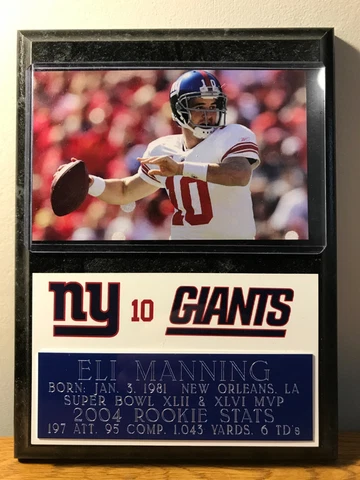 10
10
ny 10 GIANTS
ELI MANNING
BORN: JAN. 3, 1981 NEW ORLEANS, LA
SUPER BOWL XLII & XLVI MVP
2004 ROOKIE STATS
197 ATT. 95 COMP. 1,043 YARDS, 6 TD's